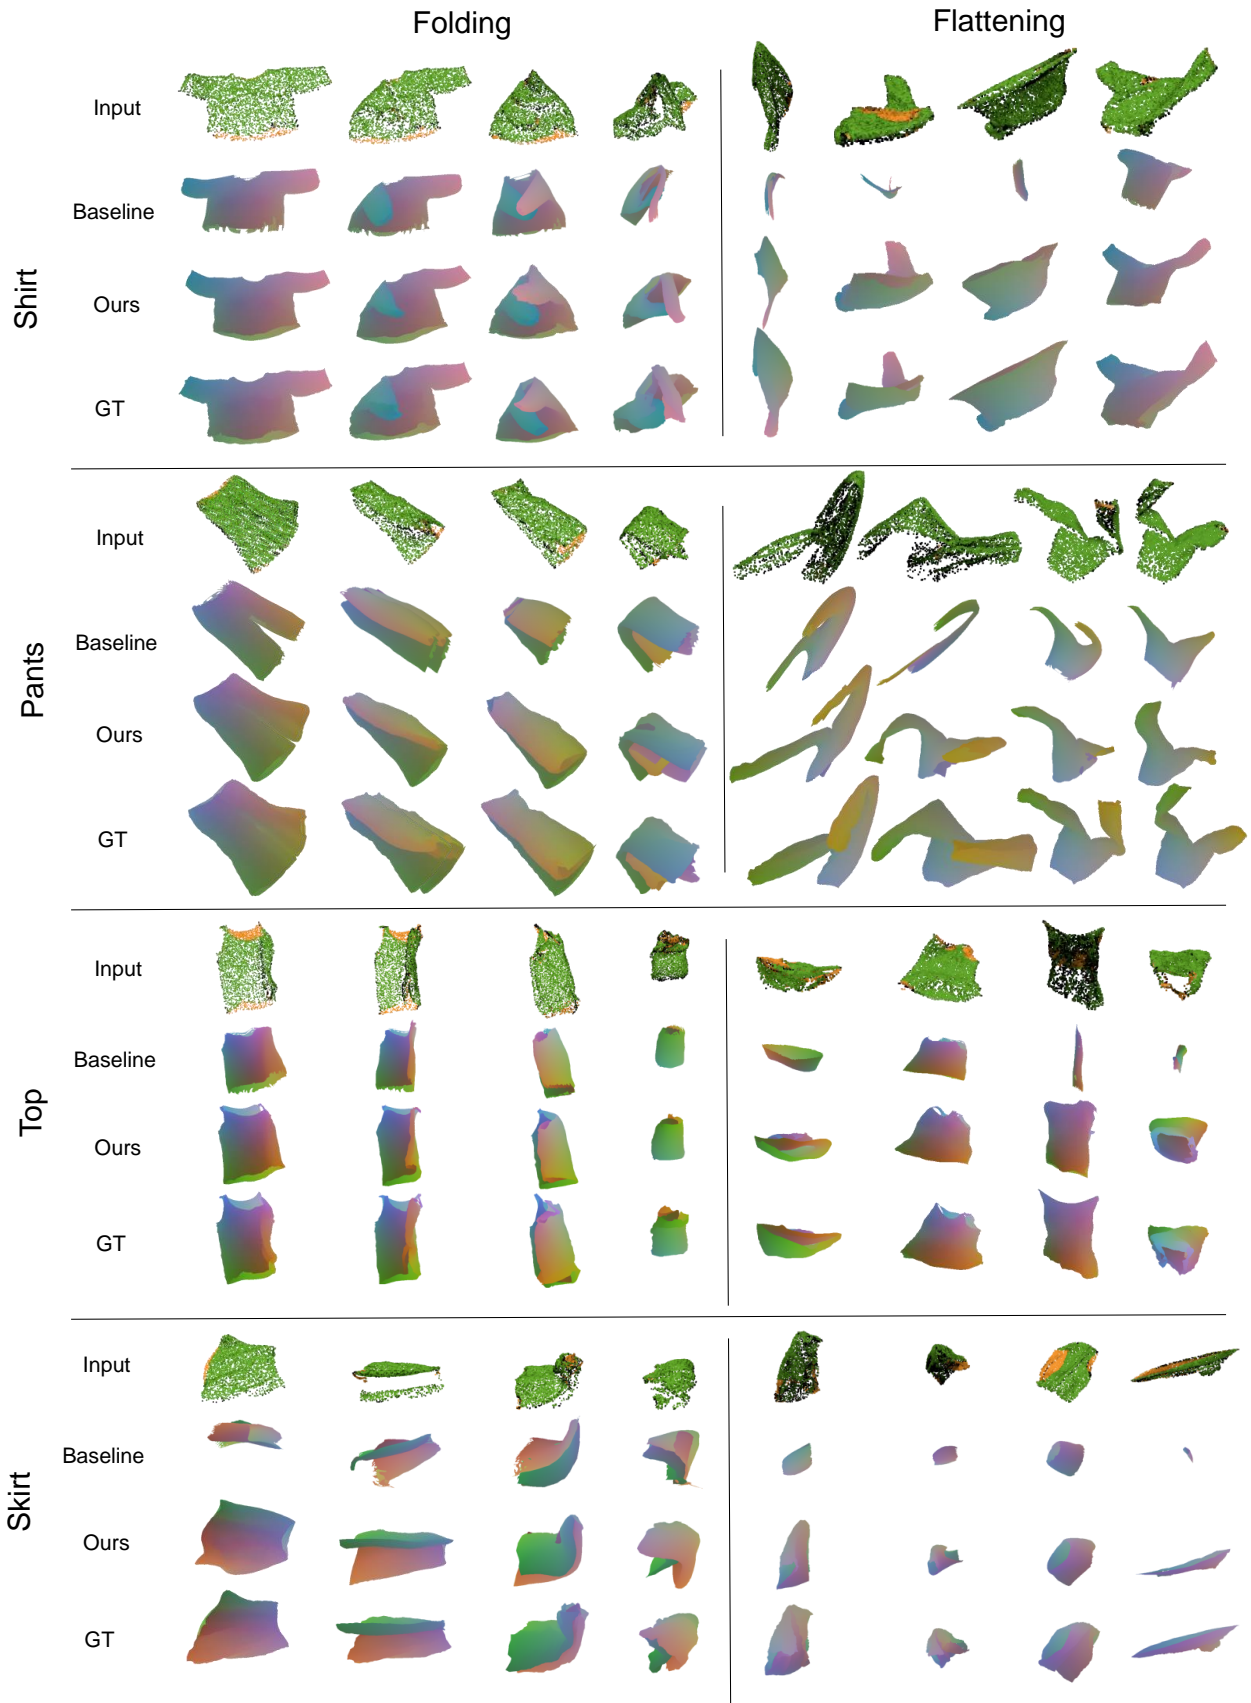 Folding
Flattening
Shirt
Input
Baseline
Ours
GT
Pants
Input
Baseline
Ours
GT
Top
Input
Baseline
Ours
GT
Skirt
Input
Baseline
Ours
GT